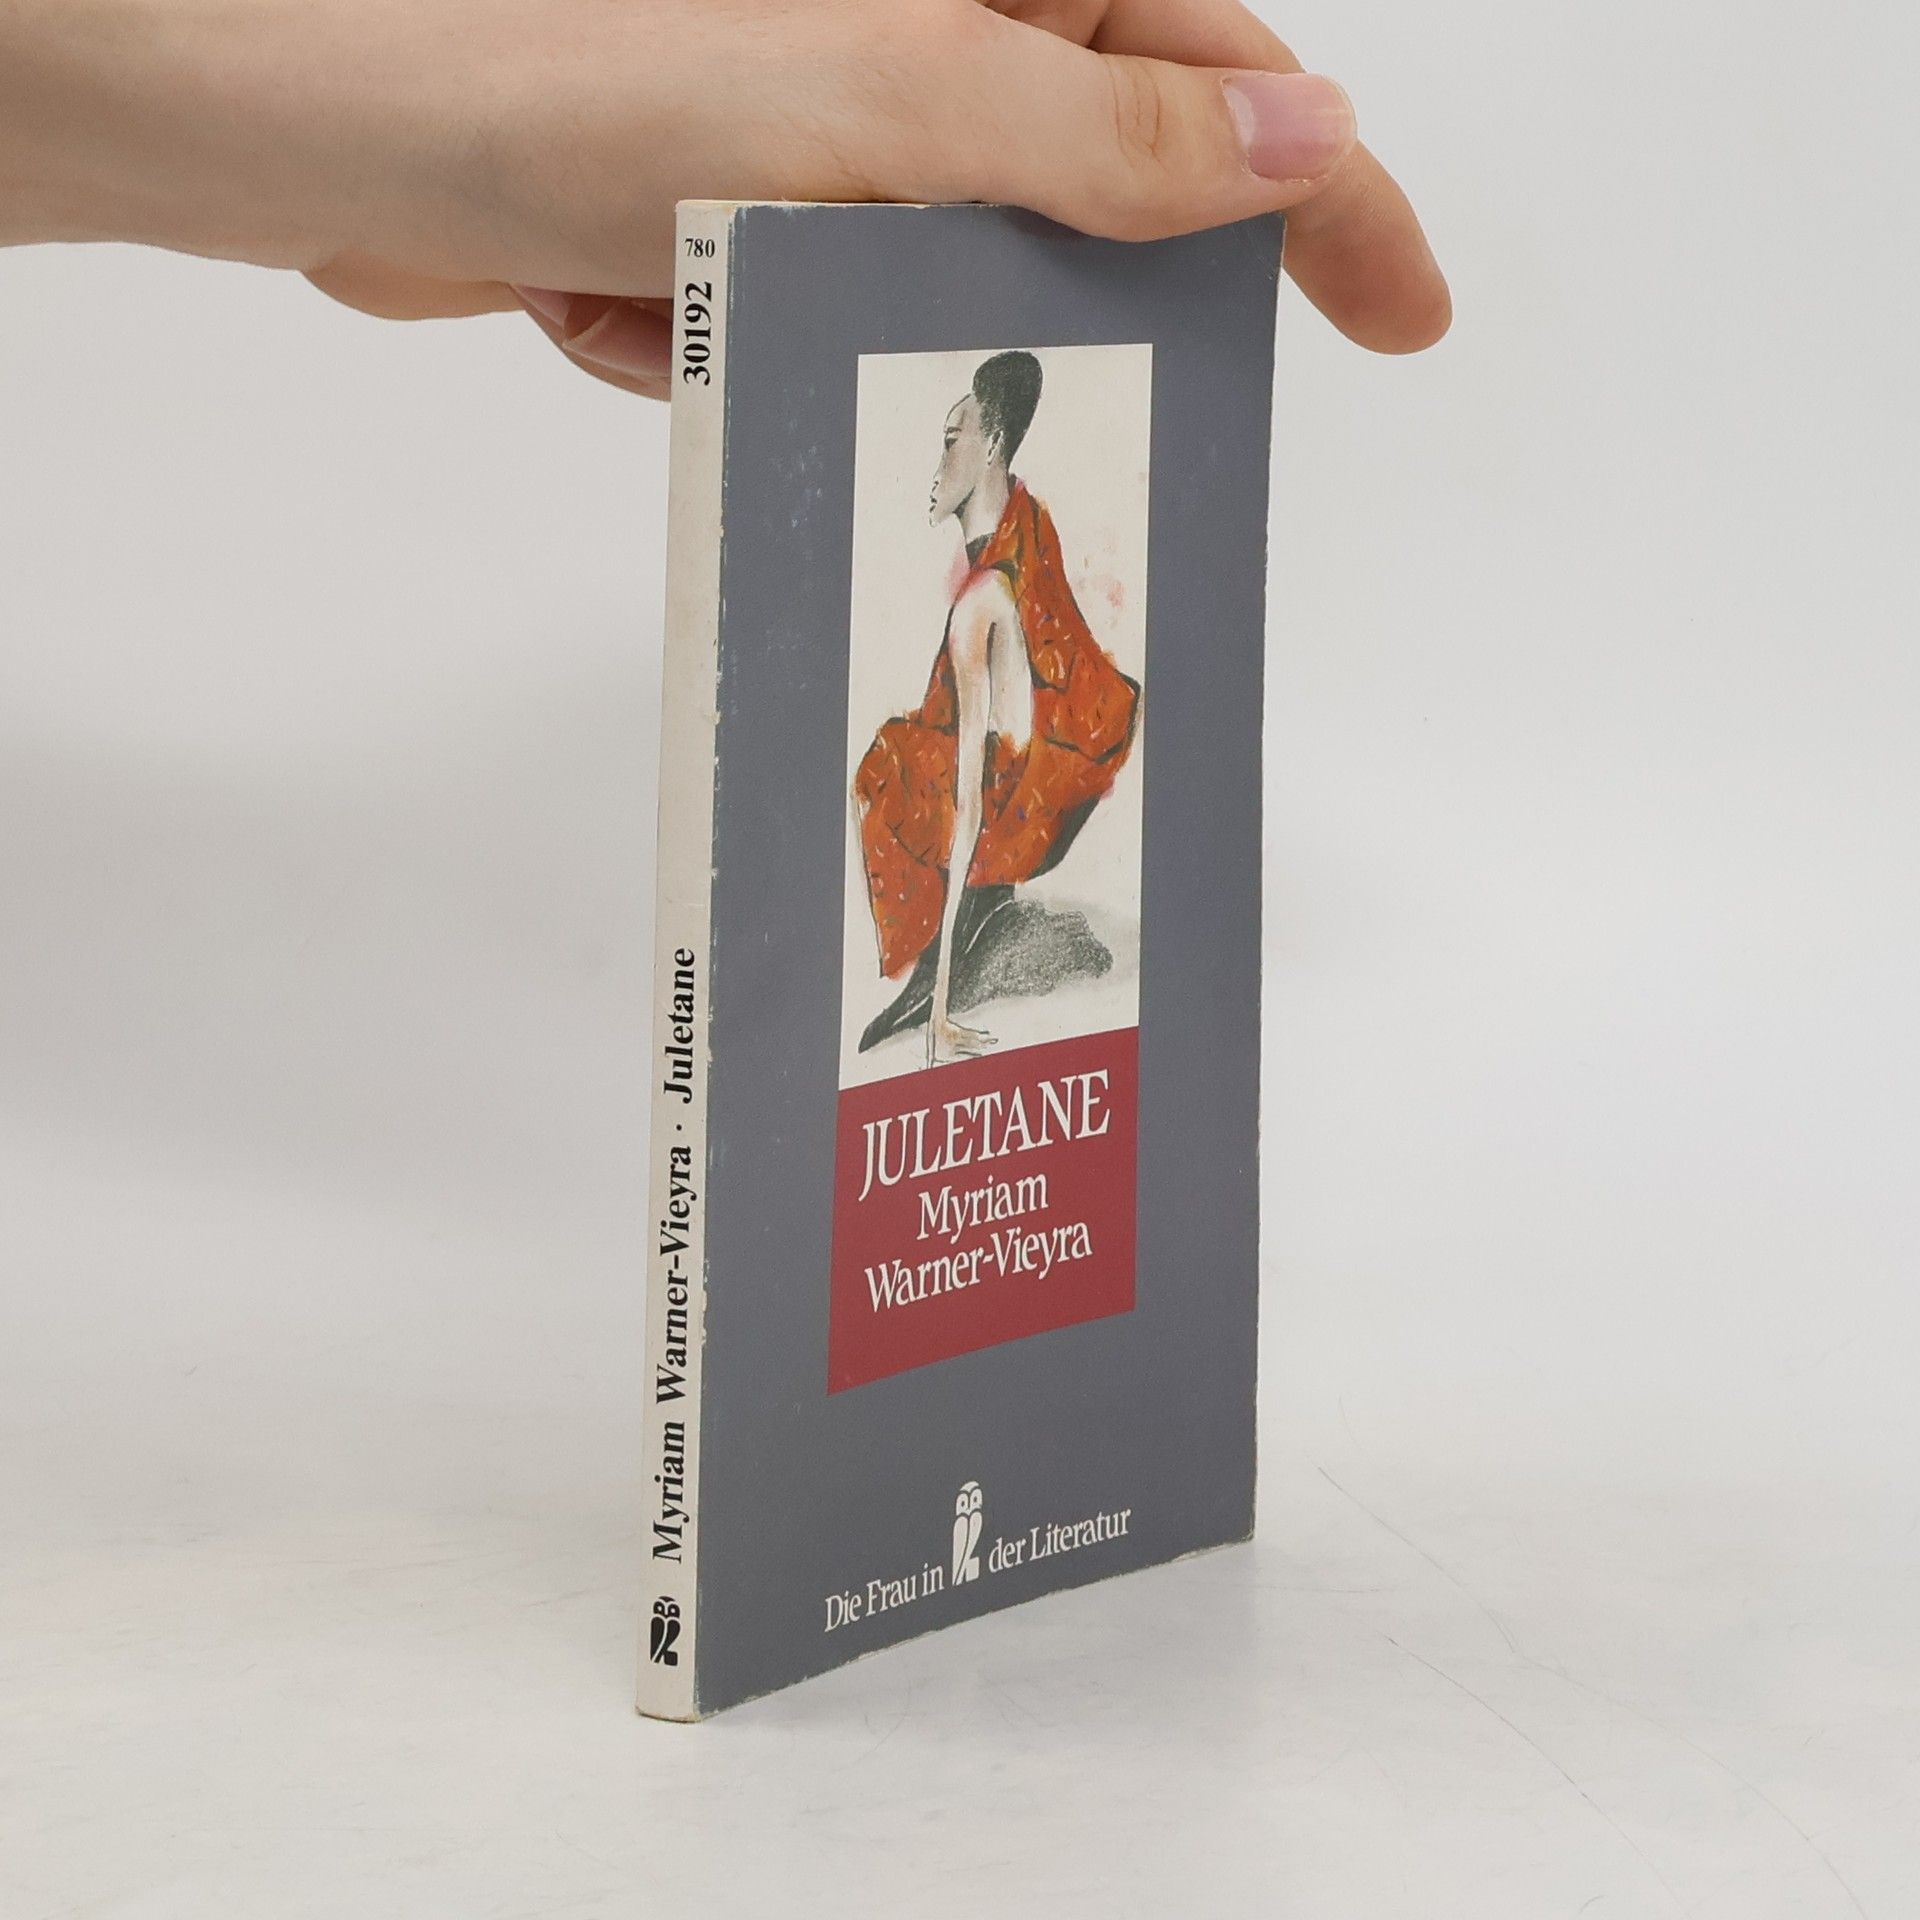 780
30192
Myriam Warner-Vieyra · Juletane
JULETANE
Myriam
Warner-Vieyra
Die Frau in der Literatur